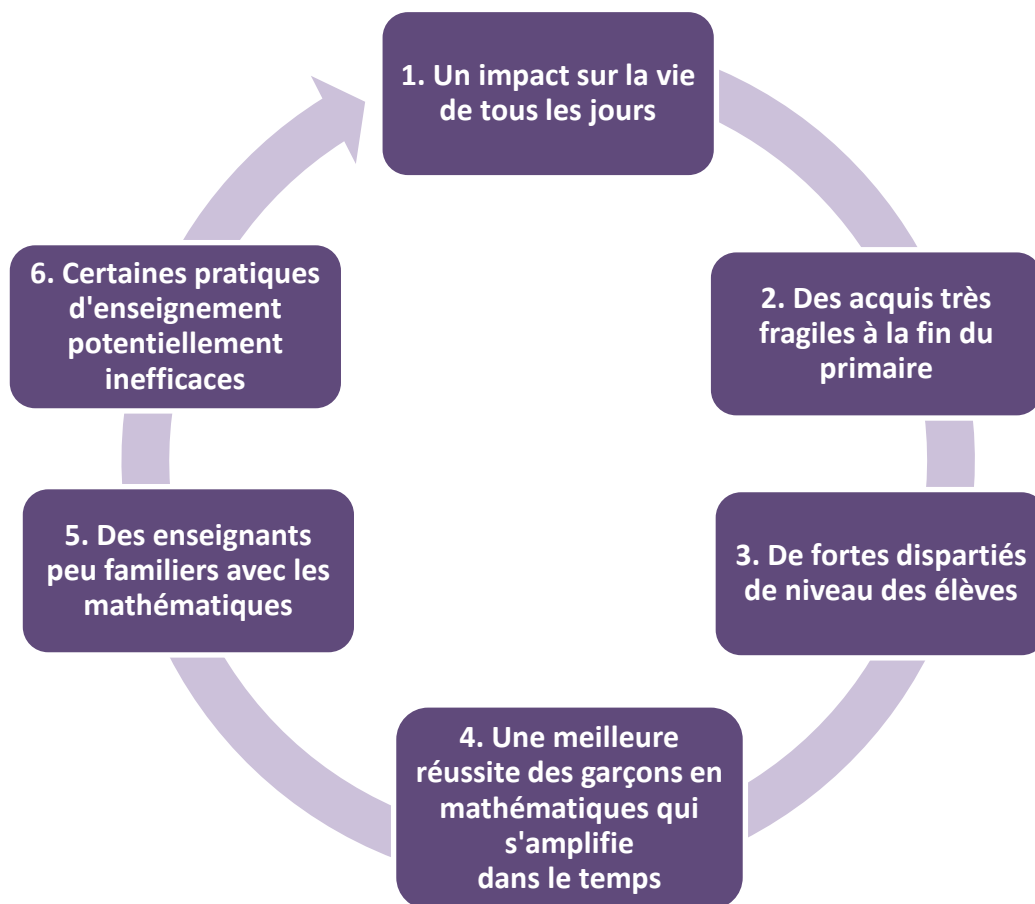 1. Un impact sur la vie
de tous les jours
2. Des acquis très
fragiles à la fin du
primaire
3. De fortes dispartiés
de niveau des élèves
4. Une meilleure
réussite des garçons en
mathématiques qui
s'amplifie
dans le temps
5. Des enseignants
peu familiers avec les
mathématiques
6. Certaines pratiques
d'enseignement
potentiellement
inefficaces